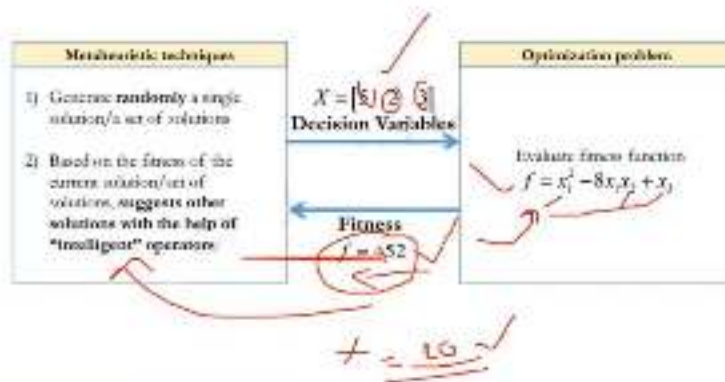 Metaheuristic techniques
1) Generate randomly a single
solution/a set of solutions
2) Based on the fitness of the
current solution/set of
solutions, suggests other
solutions with the help of
"intelligent" operators
Decision Variables
Fitness
Optimization problem
Evaluate fitness function
f = x₁² − 8x₁x₂ + x₃